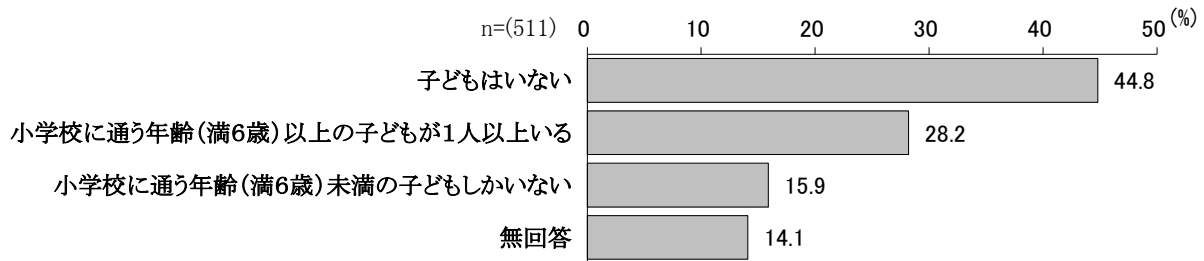 n=(511) 0 10 20 30 40 50 (%)
子どもはいない 44.8
小学校に通う年齢(満6歳)以上の子どもが1人以上いる 28.2
小学校に通う年齢(満6歳)未満の子どもしかいない 15.9
無回答 14.1